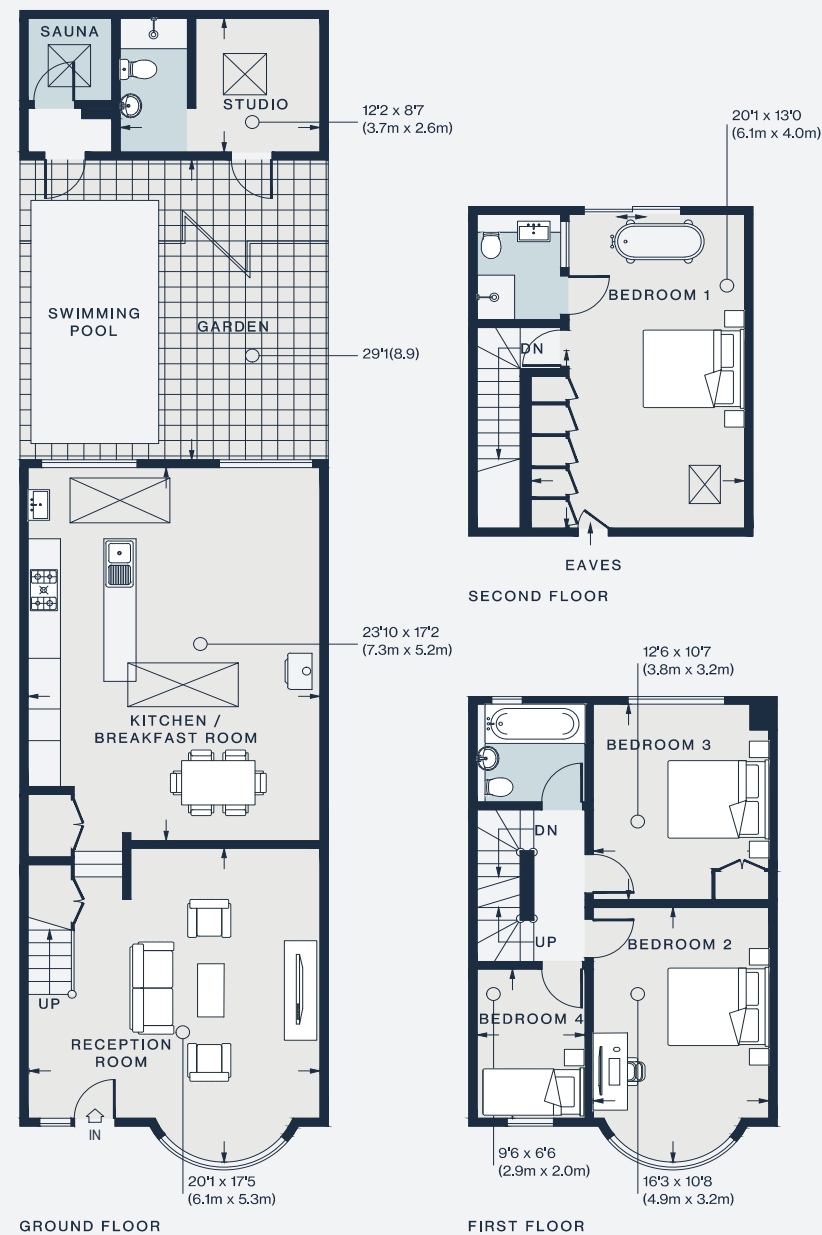 SAUNA
STUDIO
12'2 x 8'7
(3.7m x 2.6m)
SWIMMING
POOL
GARDEN
29'1(8.9)
23'10 x 17'2
(7.3m x 5.2m)
KITCHEN /
BREAKFAST ROOM
UP
RECEPTION
ROOM
IN
20'1 x 17'5
(6.1m x 5.3m)
GROUND FLOOR
20'1 x 13'0
(6.1m x 4.0m)
BEDROOM 1
DN
EAVES
SECOND FLOOR
12'6 x 10'7
(3.8m x 3.2m)
BEDROOM 3
DN
UP
BEDROOM 2
BEDROOM 4
9'6 x 6'6
(2.9m x 2.0m)
16'3 x 10'8
(4.9m x 3.2m)
FIRST FLOOR